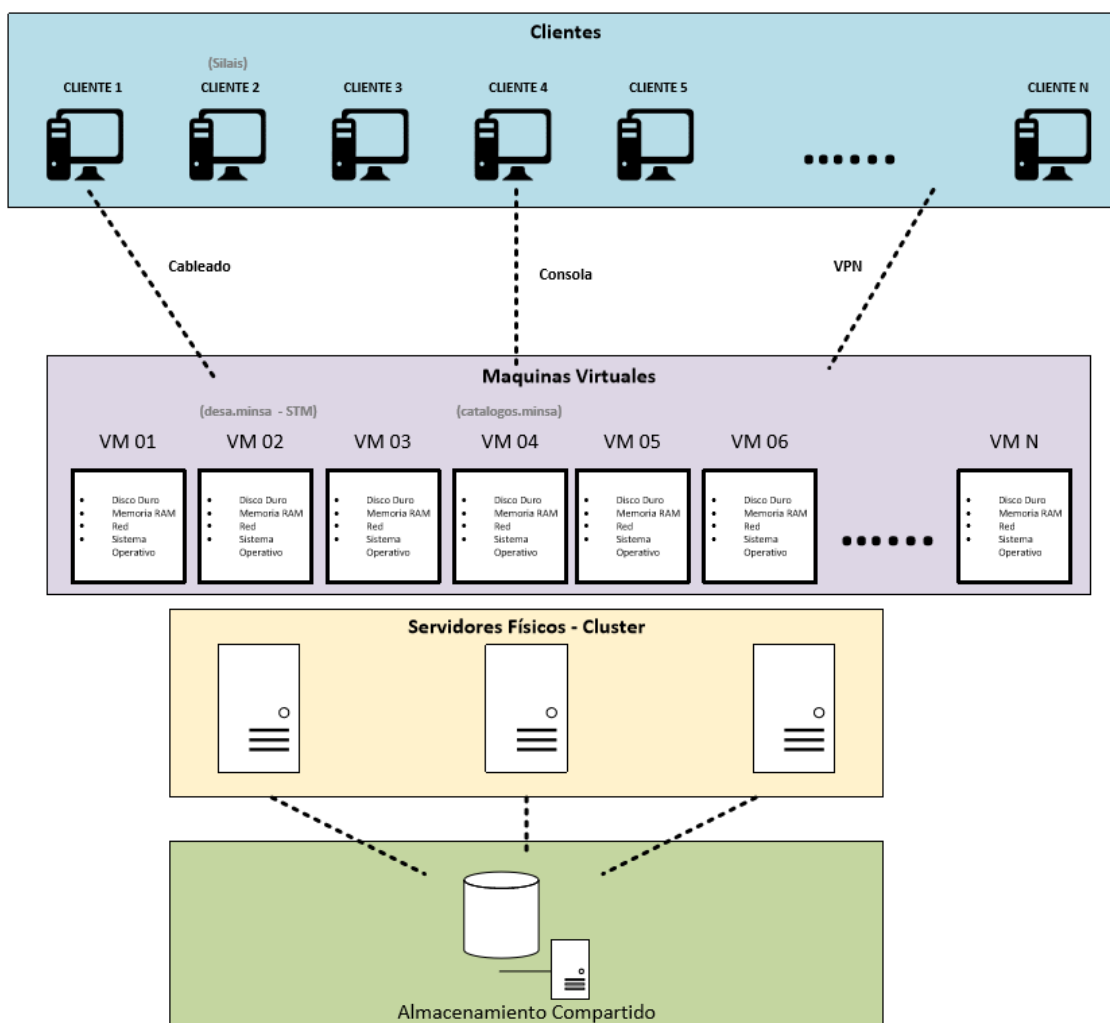 Clientes
(Silais)
CLIENTE 1 CLIENTE 2 CLIENTE 3 CLIENTE 4 CLIENTE 5 CLIENTE N
Cableado
Consola
VPN
Maquinas Virtuales
(desa.minsa - STM) (catalogos.minsa)
VM 01 VM 02 VM 03 VM 04 VM 05 VM 06 VM N
• Disco Duro • Disco Duro • Disco Duro • Disco Duro • Disco Duro • Disco Duro • Disco Duro
• Memoria RAM • Memoria RAM • Memoria RAM • Memoria RAM • Memoria RAM • Memoria RAM • Memoria RAM
• Red • Red • Red • Red • Red • Red • Red
• Sistema • Sistema • Sistema • Sistema • Sistema • Sistema • Sistema
Operativo Operativo Operativo Operativo Operativo Operativo Operativo
Servidores Físicos - Cluster
Almacenamiento Compartido